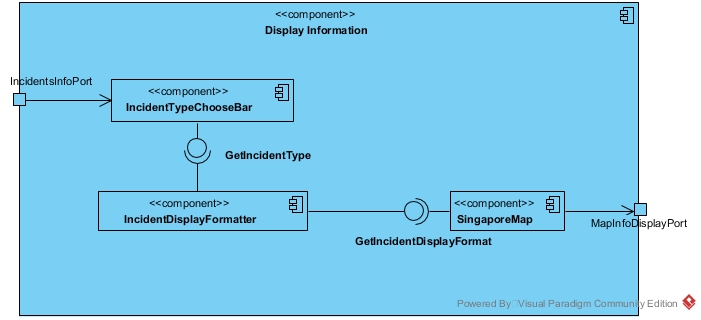 <<component>>
Display Information
IncidentsInfoPort
<<component>>
IncidentTypeChooseBar
GetIncidentType
<<component>>
IncidentDisplayFormatter
<<component>>
SingaporeMap
MapInfoDisplayPort
GetIncidentDisplayFormat
Powered By Visual Paradigm Community Edition